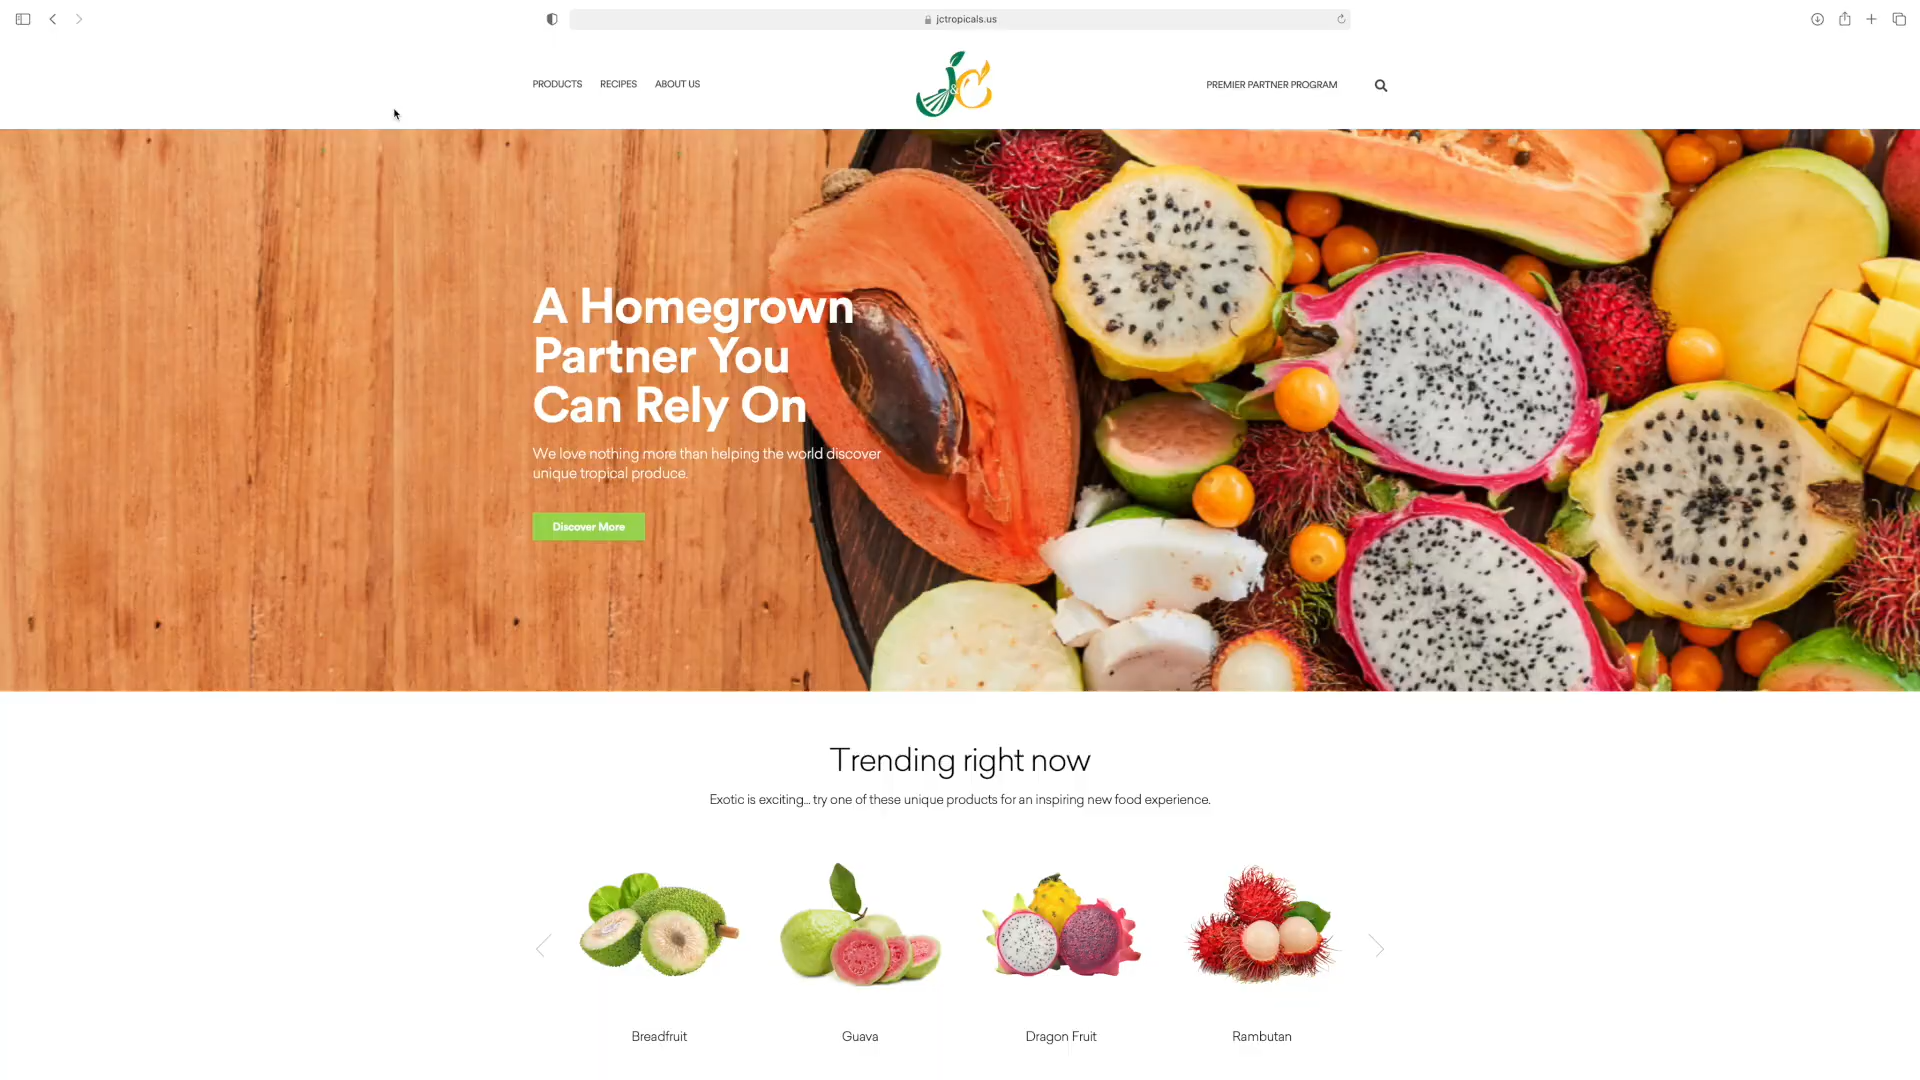 jctropicals.us
PRODUCTS RECIPES ABOUT US
J&C
PREMIER PARTNER PROGRAM
A Homegrown
Partner You
Can Rely On
We love nothing more than helping the world discover
unique tropical produce.
Discover More
Trending right now
Exotic is exciting... try one of these unique products for an inspiring new food experience.
Breadfruit
Guava
Dragon Fruit
Rambutan